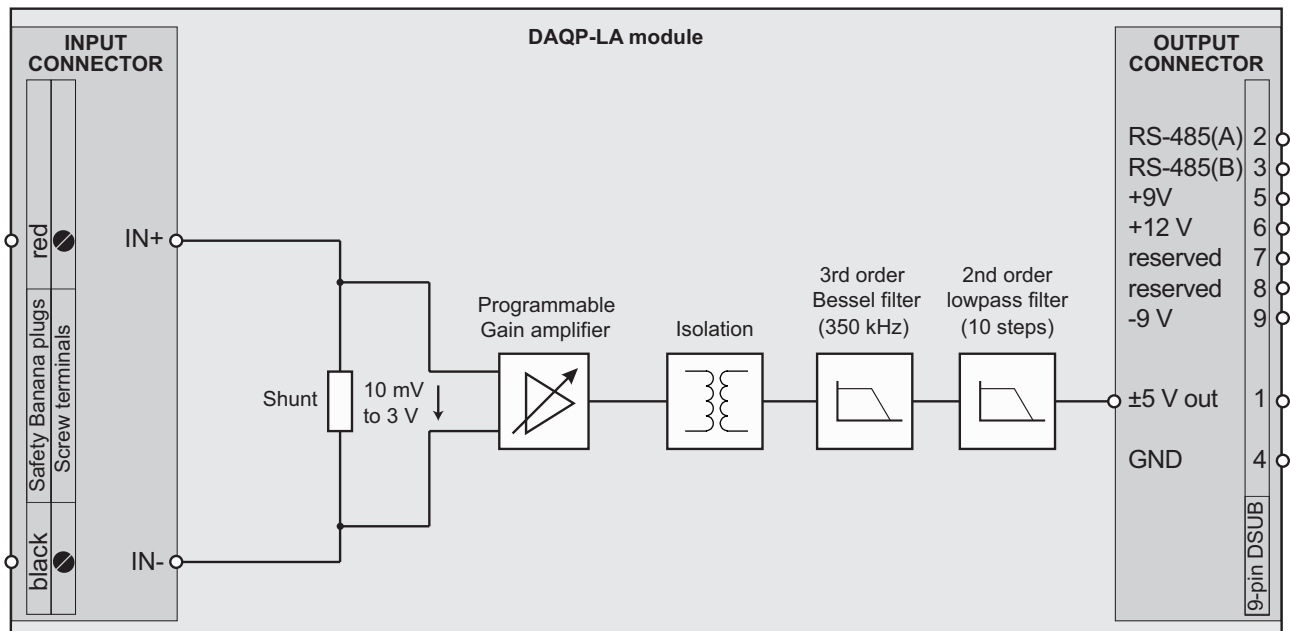 DAQP-LA module
INPUT
CONNECTOR
red
Safety Banana plugs
Screw terminals
black
IN+
IN-
Shunt
10 mV
to 3 V
Programmable
Gain amplifier
Isolation
3rd order
Bessel filter
(350 kHz)
2nd order
lowpass filter
(10 steps)
OUTPUT
CONNECTOR
RS-485(A) 2
RS-485(B) 3
+9V 5
+12 V 6
reserved 7
reserved 8
-9 V 9
±5 V out 1
GND 4
9-pin DSUB